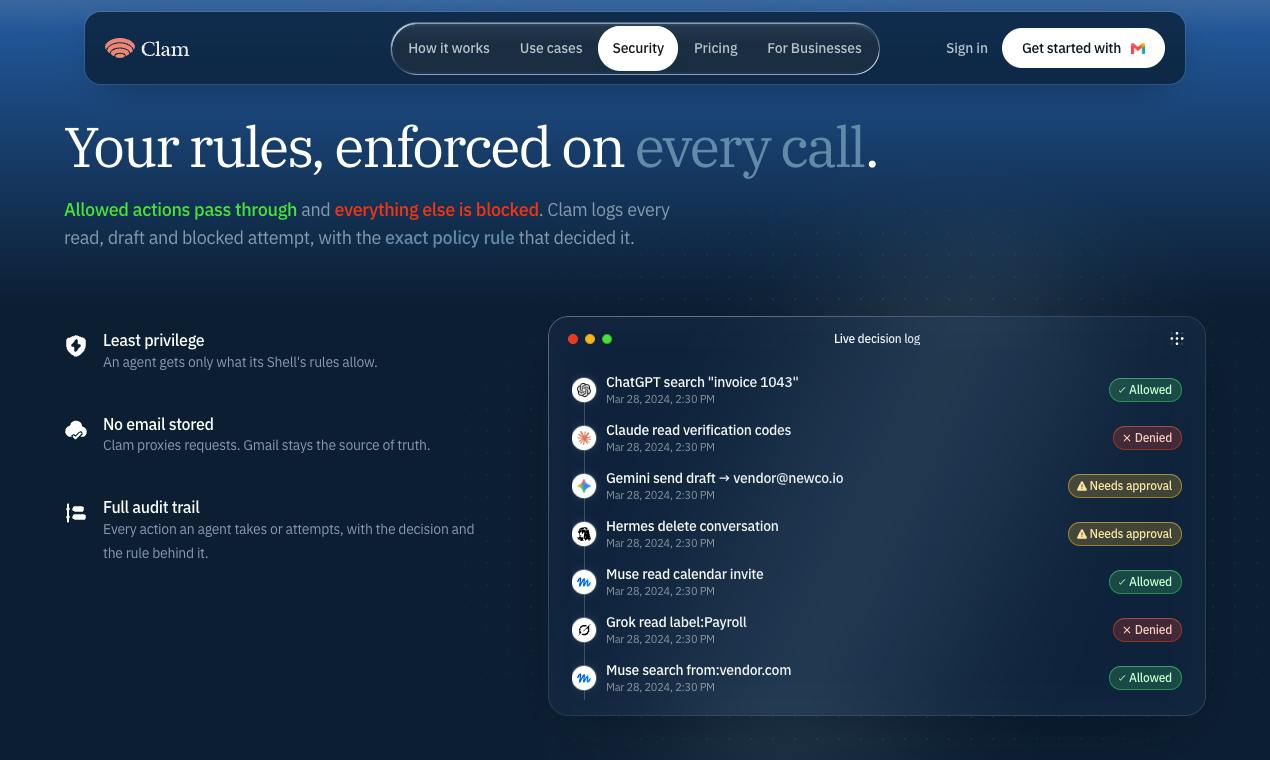 Clam
How it works
Use cases
Security
Pricing
For Businesses
Sign in
Get started with
Your rules, enforced on every call.
Allowed actions pass through and everything else is blocked. Clam logs every
read, draft and blocked attempt, with the exact policy rule that decided it.
Least privilege
An agent gets only what its Shell's rules allow.
No email stored
Clam proxies requests. Gmail stays the source of truth.
Full audit trail
Every action an agent takes or attempts, with the decision and
the rule behind it.
Live decision log
ChatGPT search "invoice 1043"
Mar 28, 2024, 2:30 PM
✓ Allowed
Claude read verification codes
Mar 28, 2024, 2:30 PM
✕ Denied
Gemini send draft → vendor@newco.io
Mar 28, 2024, 2:30 PM
Needs approval
Hermes delete conversation
Mar 28, 2024, 2:30 PM
Needs approval
Muse read calendar invite
Mar 28, 2024, 2:30 PM
✓ Allowed
Grok read label:Payroll
Mar 28, 2024, 2:30 PM
✕ Denied
Muse search from:vendor.com
Mar 28, 2024, 2:30 PM
✓ Allowed